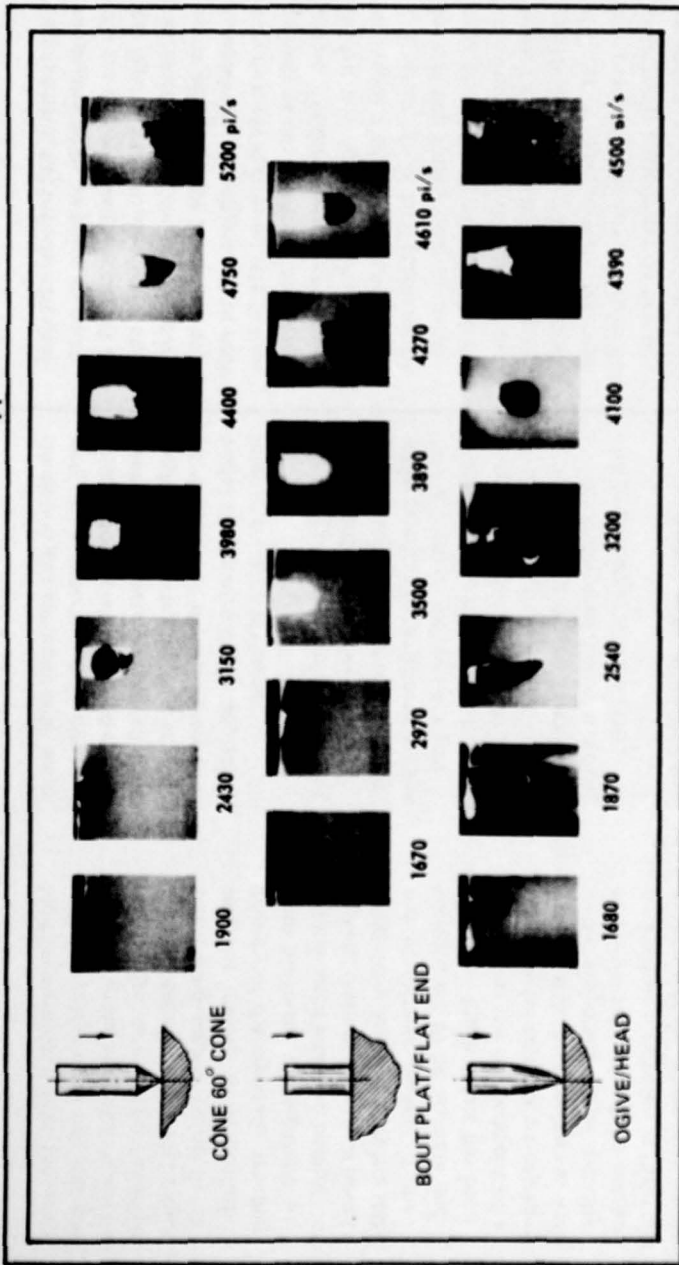 CÔNE 60° CONE
1900 2430 3150 3980 4400 4750 5200 pi/s
BOUT PLAT/FLAT END
1670 2970 3500 3890 4270 4610 pi/s
OGIVE/HEAD
1680 1870 2540 3200 4100 4390 4500 pi/s